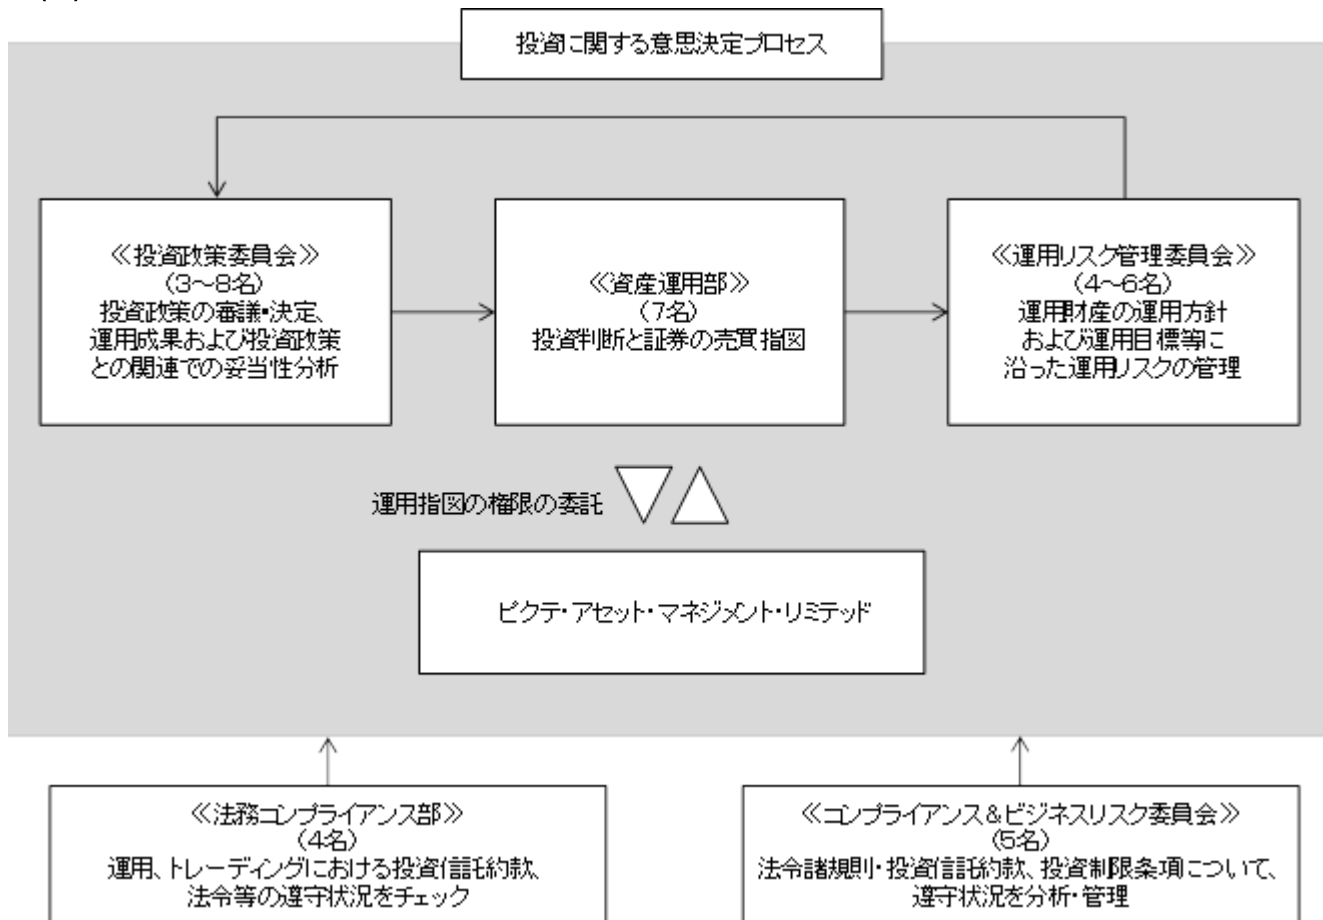 投資に関する意思決定プロセス
≪投資政策委員会≫
(3～8名)
投資政策の審議・決定、
運用成果および投資政策
との関連での妥当性分析
≪資産運用部≫
(7名)
投資判断と証券の売買指図
≪運用リスク管理委員会≫
(4～6名)
運用財産の運用方針
および運用目標等に
沿った運用リスクの管理
運用指図の権限の委託
ピクテ・アセット・マネジメント・リミテッド
≪法務コンプライアンス部≫
(4名)
運用、トレーディングにおける投資信託約款、
法令等の遵守状況をチェック
≪コンプライアンス＆ビジネスリスク委員会≫
(5名)
法令諸規則・投資信託約款、投資制限条項について、
遵守状況を分析・管理